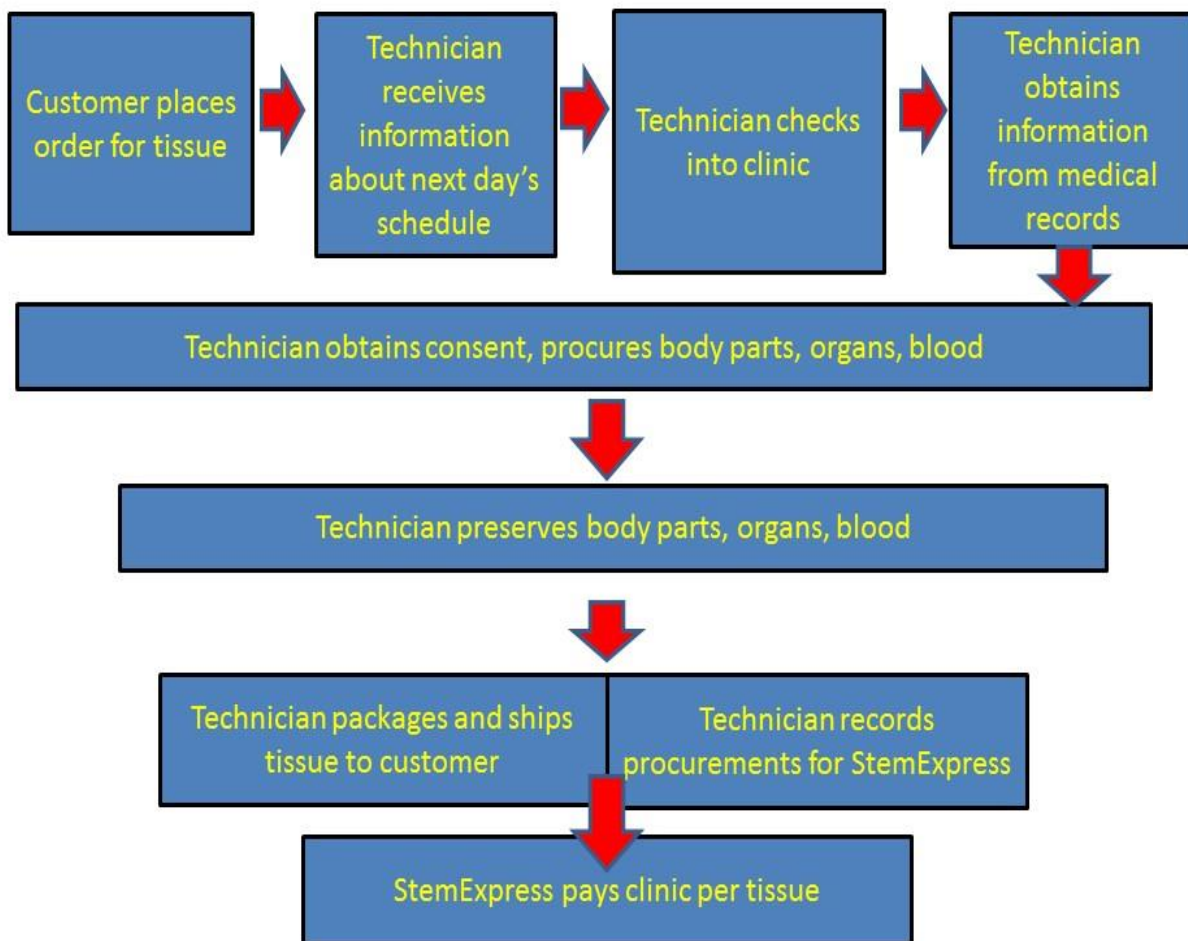 Customer places
order for tissue
Technician
receives
information
about next day's
schedule
Technician checks
into clinic
Technician
obtains
information
from medical
records
Technician obtains consent, procures body parts, organs, blood
Technician preserves body parts, organs, blood
Technician packages and ships
tissue to customer
Technician records
procurements for StemExpress
StemExpress pays clinic per tissue